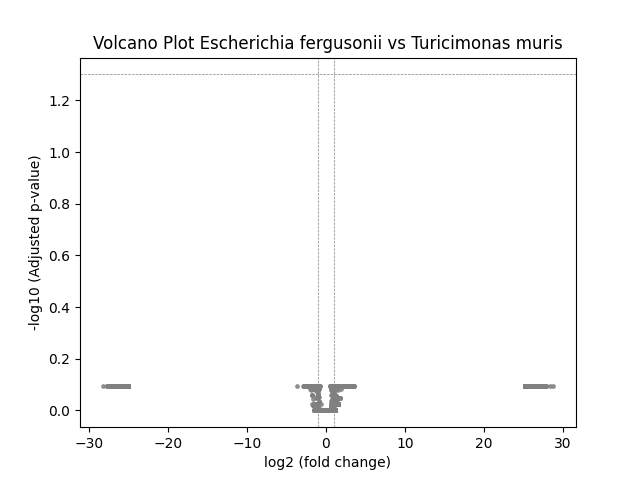 Volcano Plot Escherichia fergusonii vs Turicimonas muris
-log10 (Adjusted p-value)
1.2
1.0
0.8
0.6
0.4
0.2
0.0
−30 −20 −10 0 10 20 30
log2 (fold change)